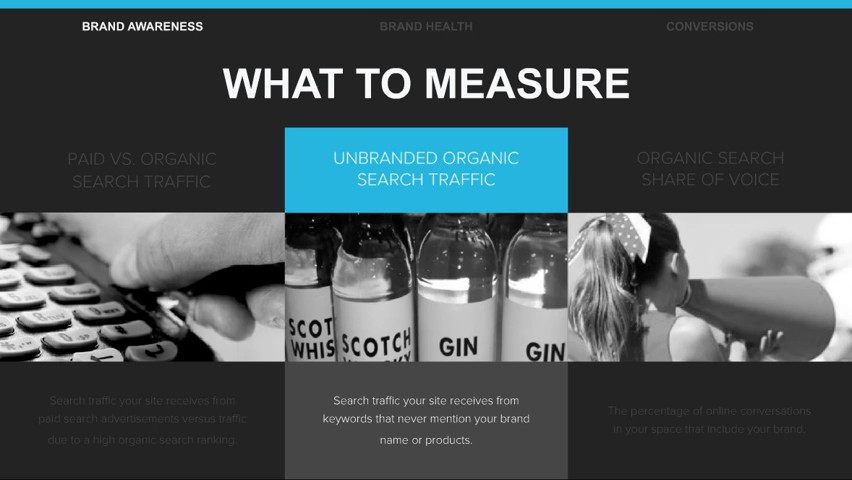 BRAND AWARENESS
BRAND HEALTH
CONVERSIONS
WHAT TO MEASURE
PAID VS. ORGANIC
SEARCH TRAFFIC
UNBRANDED ORGANIC
SEARCH TRAFFIC
ORGANIC SEARCH
SHARE OF VOICE
SCOT
WHIS
SCOTCH
GIN
GIN
Search traffic your site receives from
paid search advertisements versus traffic
due to a high organic search ranking.
Search traffic your site receives from
keywords that never mention your brand
name or products.
The percentage of online conversations
in your space that include your brand.